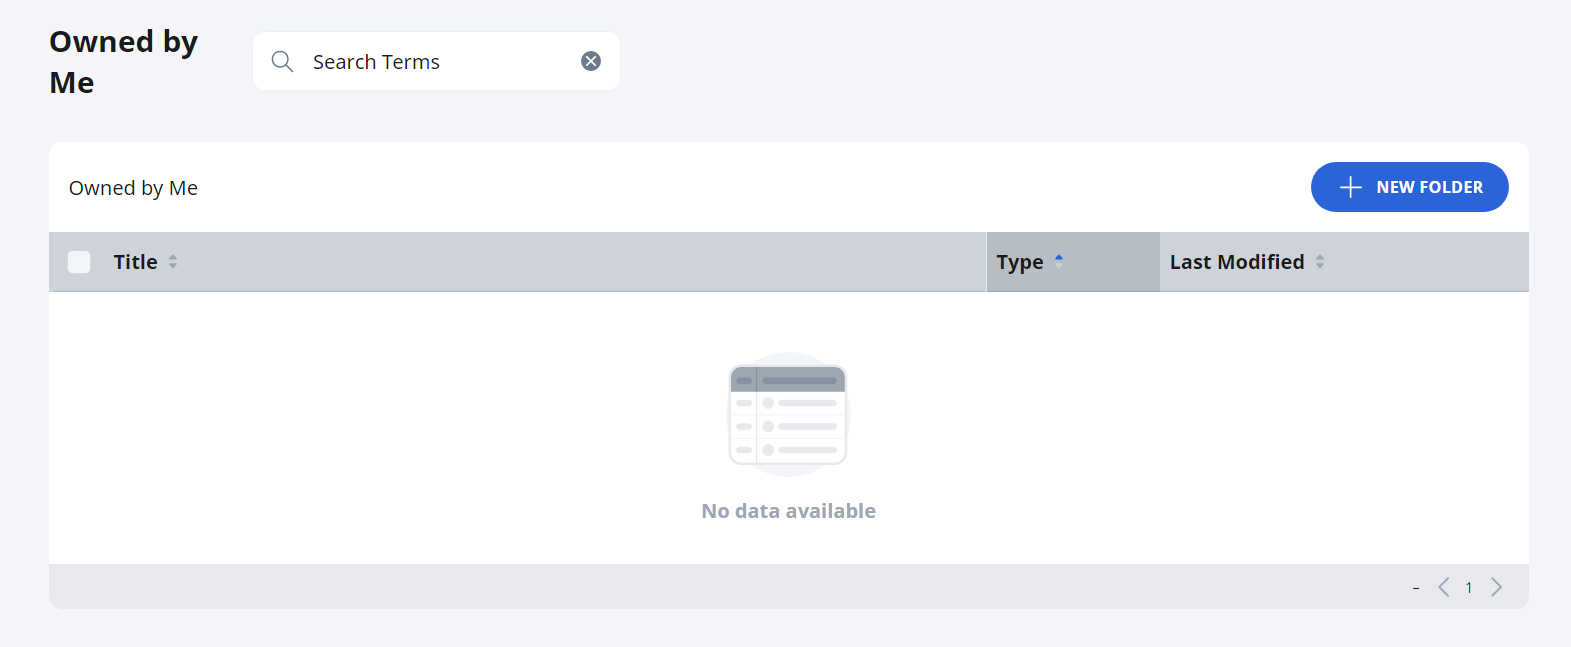 Owned by
Me
Search Terms
Owned by Me
NEW FOLDER
Title
Type
Last Modified
No data available
– 1